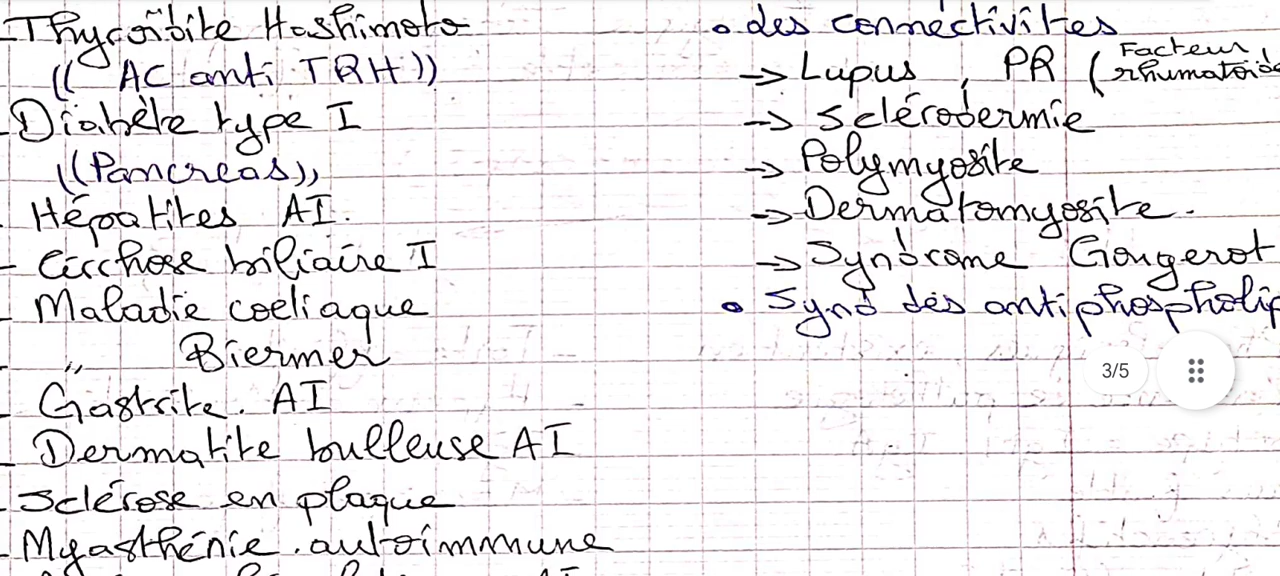 - Thyroïdite Hashimoto
(( AC anti TRH ))
- Diabète type I
((Pancreas))
- Hépatites AI.
- Cirrhose biliaire I
- Maladie coeliaque
- " Biermer
- Gastrite. AI
- Dermatite bulleuse AI
- Sclérose en plaque
- Myasthénie. autoimmune
AI
• des connectivites
-> Lupus, PR (Facteur rhumatoïde
-> Sclérodermie
-> Polymyosite
-> Dermatomyosite.
-> Syndrome Gougerot
• Synd des antiphospholip
3/5